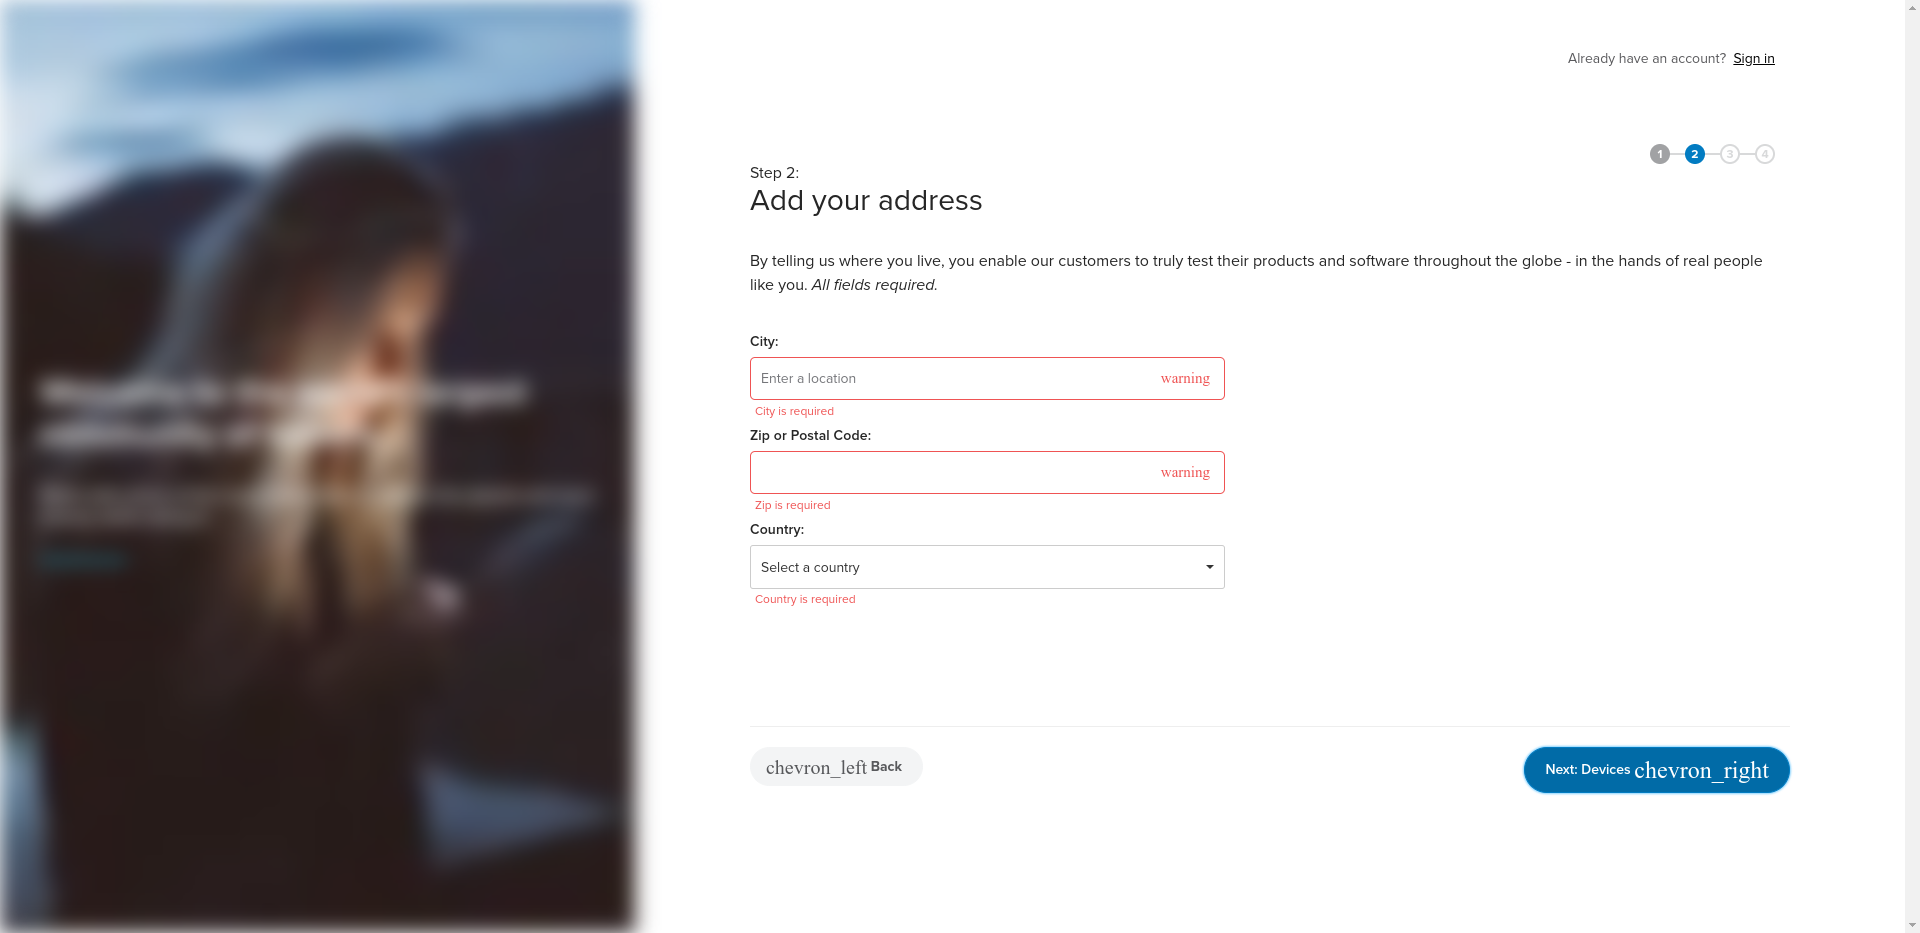 Already have an account? Sign in
1 2 3 4
Step 2:
Add your address
By telling us where you live, you enable our customers to truly test their products and software throughout the globe - in the hands of real people
like you. All fields required.
City:
Enter a location warning
City is required
Zip or Postal Code:
warning
Zip is required
Country:
Select a country
Country is required
chevron_left Back
Next: Devices chevron_right